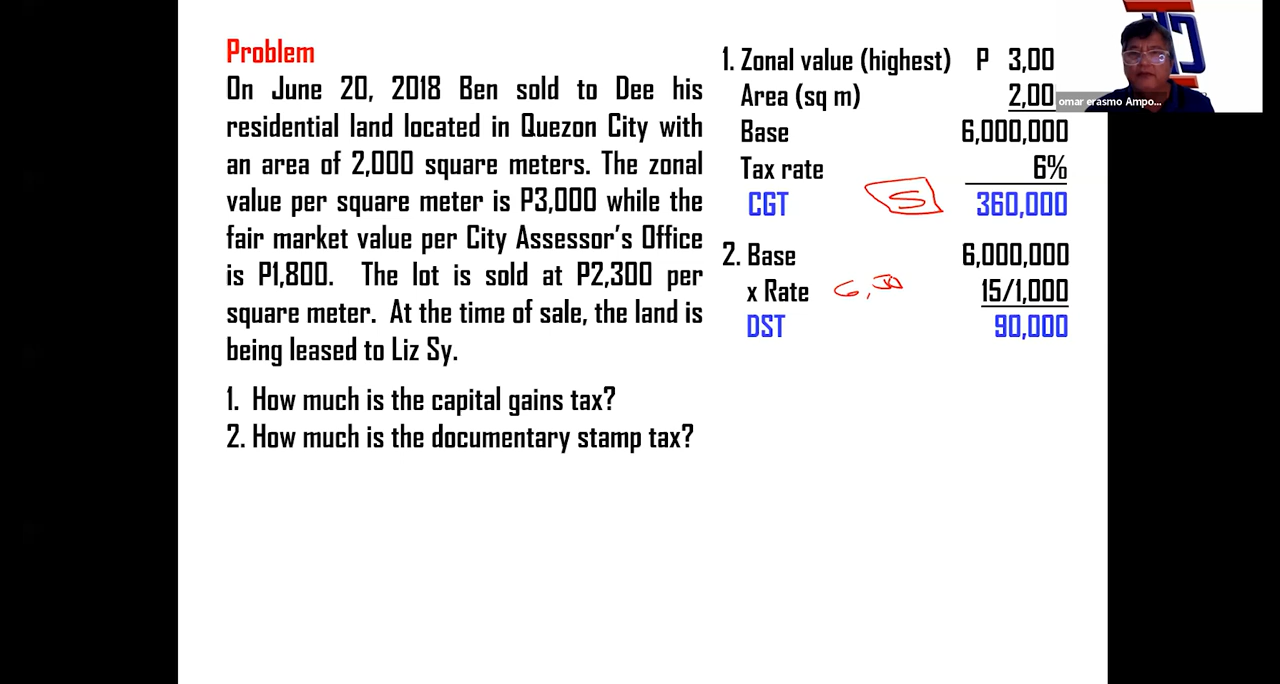 Problem
On June 20, 2018 Ben sold to Dee his
residential land located in Quezon City with
an area of 2,000 square meters. The zonal
value per square meter is P3,000 while the
fair market value per City Assessor's Office
is P1,800. The lot is sold at P2,300 per
square meter. At the time of sale, the land is
being leased to Liz Sy.
1. How much is the capital gains tax?
2. How much is the documentary stamp tax?
1. Zonal value (highest) P 3,00
Area (sq m) 2,00
Base 6,000,000
Tax rate 6%
CGT S 360,000
2. Base 6,000,000
x Rate 15/1,000
DST 90,000
omar erasmo Ampo...